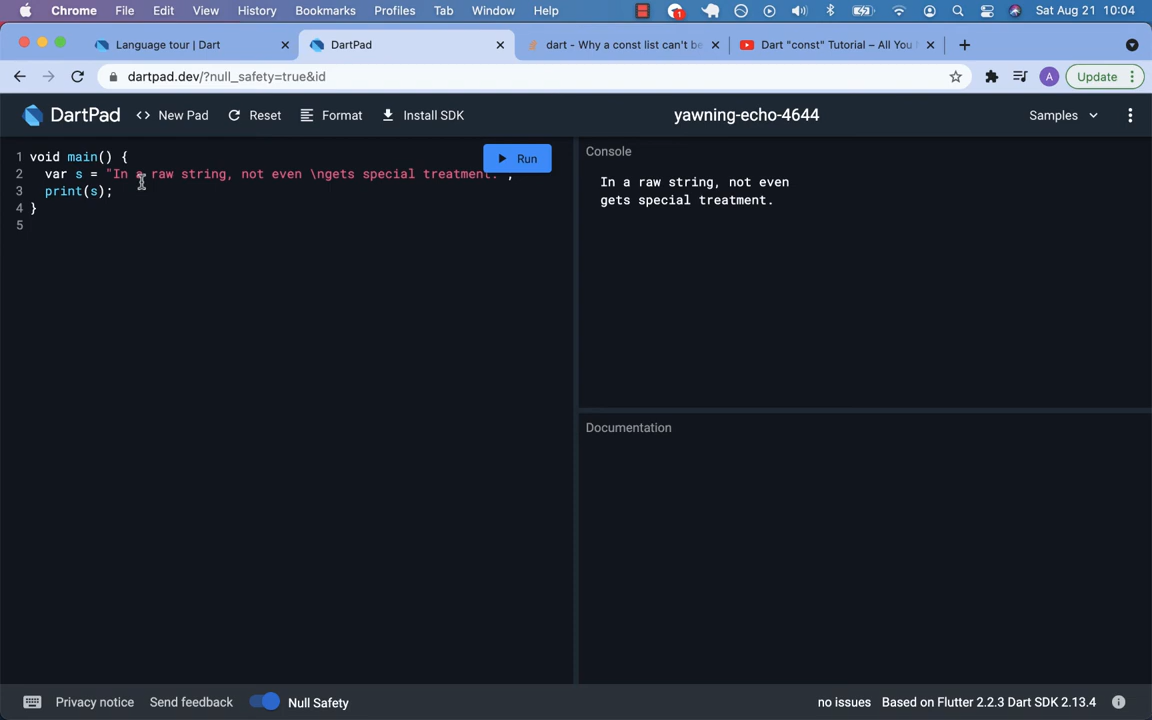 Chrome File Edit View History Bookmarks Profiles Tab Window Help 1 Sat Aug 21 10:04
Language tour | Dart DartPad dart - Why a const list can't be Dart "const" Tutorial – All You
dartpad.dev/?null_safety=true&id A Update
DartPad <> New Pad Reset Format Install SDK yawning-echo-4644 Samples
1 void main() {
2 var s = "In a raw string, not even \ngets special treatment.";
3 print(s);
4 }
5
Run
Console
In a raw string, not even
gets special treatment.
Documentation
Privacy notice Send feedback Null Safety no issues Based on Flutter 2.2.3 Dart SDK 2.13.4